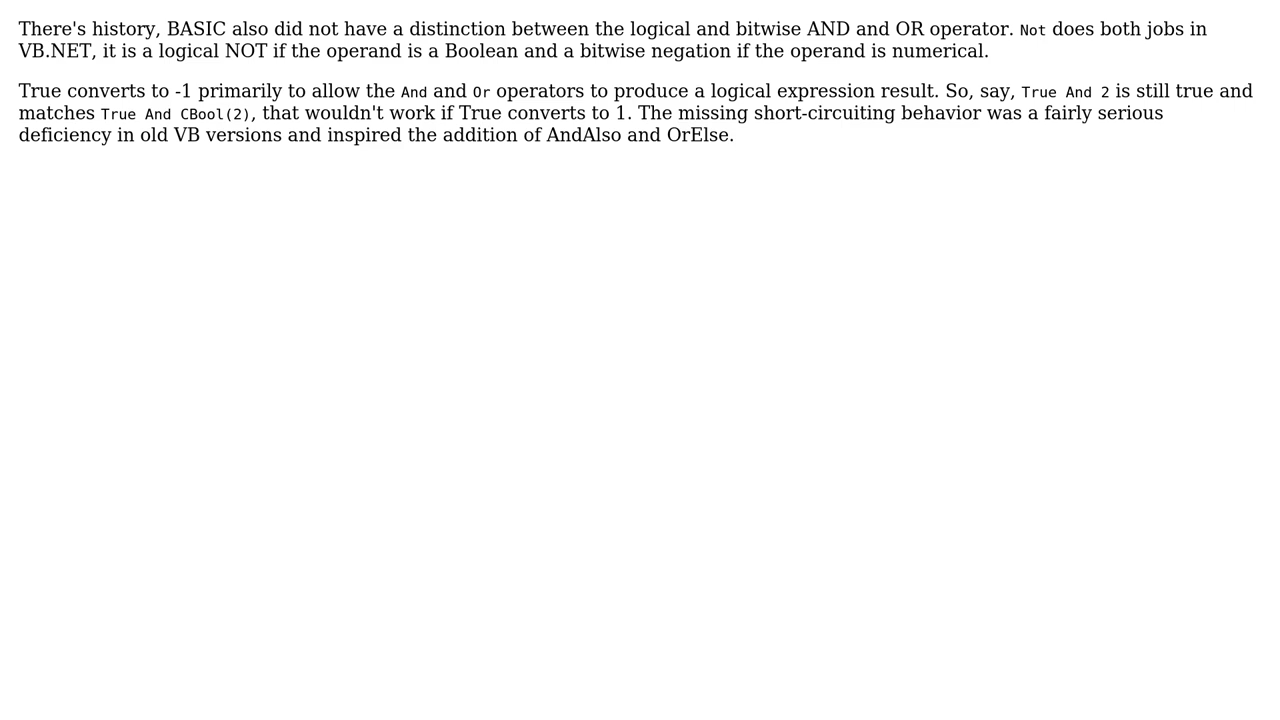 There's history, BASIC also did not have a distinction between the logical and bitwise AND and OR operator. Not does both jobs in
VB.NET, it is a logical NOT if the operand is a Boolean and a bitwise negation if the operand is numerical.
True converts to -1 primarily to allow the And and Or operators to produce a logical expression result. So, say, True And 2 is still true and
matches True And CBool(2), that wouldn't work if True converts to 1. The missing short-circuiting behavior was a fairly serious
deficiency in old VB versions and inspired the addition of AndAlso and OrElse.